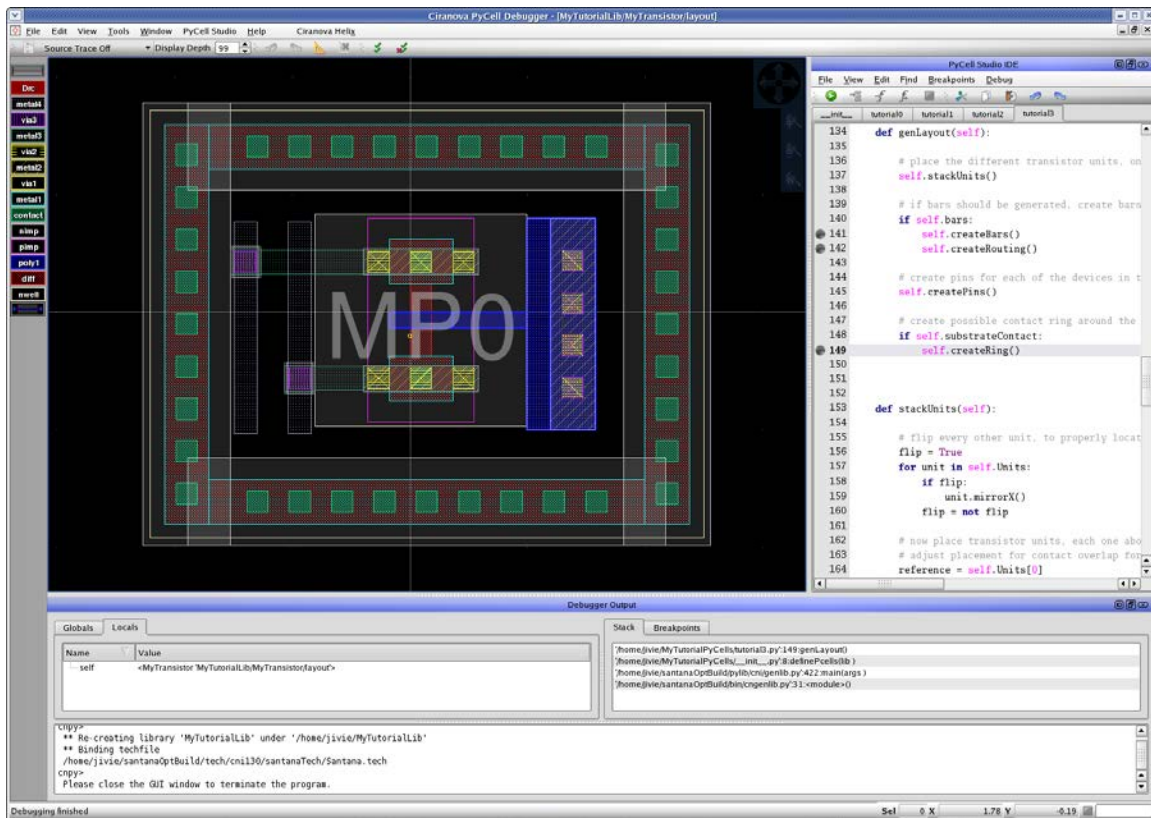 Ciranova PyCell Debugger - [MyTutorialLib/MyTransistor/layout]
File Edit View Tools Window PyCell Studio Help Ciranova Helix
Source Trace Off Display Depth 99
Drc
metal4
via3
metal3
via2
metal2
via1
metal1
contact
nimp
pimp
poly1
diff
nwell
MP0
PyCell Studio IDE
File View Edit Find Breakpoints Debug
__init__ tutorial0 tutorial1 tutorial2 tutorial3
134 def genLayout(self):
135
136 # place the different transistor units, on
137 self.stackUnits()
138
139 # if bars should be generated, create bars
140 if self.bars:
141 self.createBars()
142 self.createRouting()
143
144 # create pins for each of the devices in t
145 self.createPins()
146
147 # create possible contact ring around the
148 if self.substrateContact:
149 self.createRing()
150
151
152
153 def stackUnits(self):
154
155 # flip every other unit, to properly locat
156 flip = True
157 for unit in self.Units:
158 if flip:
159 unit.mirrorX()
160 flip = not flip
161
162 # now place transistor units, each one abo
163 # adjust placement for contact overlap for
164 reference = self.Units[0]
Debugger Output
Globals Locals
Name Value
self <MyTransistor 'MyTutorialLib/MyTransistor/layout'>
Stack Breakpoints
'/home/jivie/MyTutorialPyCells/tutorial3.py':149:genLayout()
'/home/jivie/MyTutorialPyCells/__init__.py':8:definePcells(lib )
'/home/jivie/santanaOptBuild/pylib/cni/genlib.py':422:main(args )
'/home/jivie/santanaOptBuild/bin/cngenlib.py':31:<module>()
cnpy>
** Re-creating library 'MyTutorialLib' under '/home/jivie/MyTutorialLib'
** Binding techfile
/home/jivie/santanaOptBuild/tech/cni130/santanaTech/Santana.tech
cnpy>
Please close the GUI window to terminate the program.
Debugging finished
Sel 0 X 1.78 Y -0.19